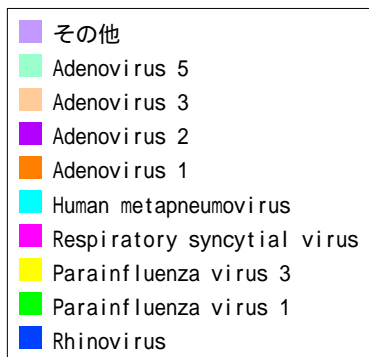 その他
Adenovirus 5
Adenovirus 3
Adenovirus 2
Adenovirus 1
Human metapneumovirus
Respiratory syncytial virus
Parainfluenza virus 3
Parainfluenza virus 1
Rhinovirus